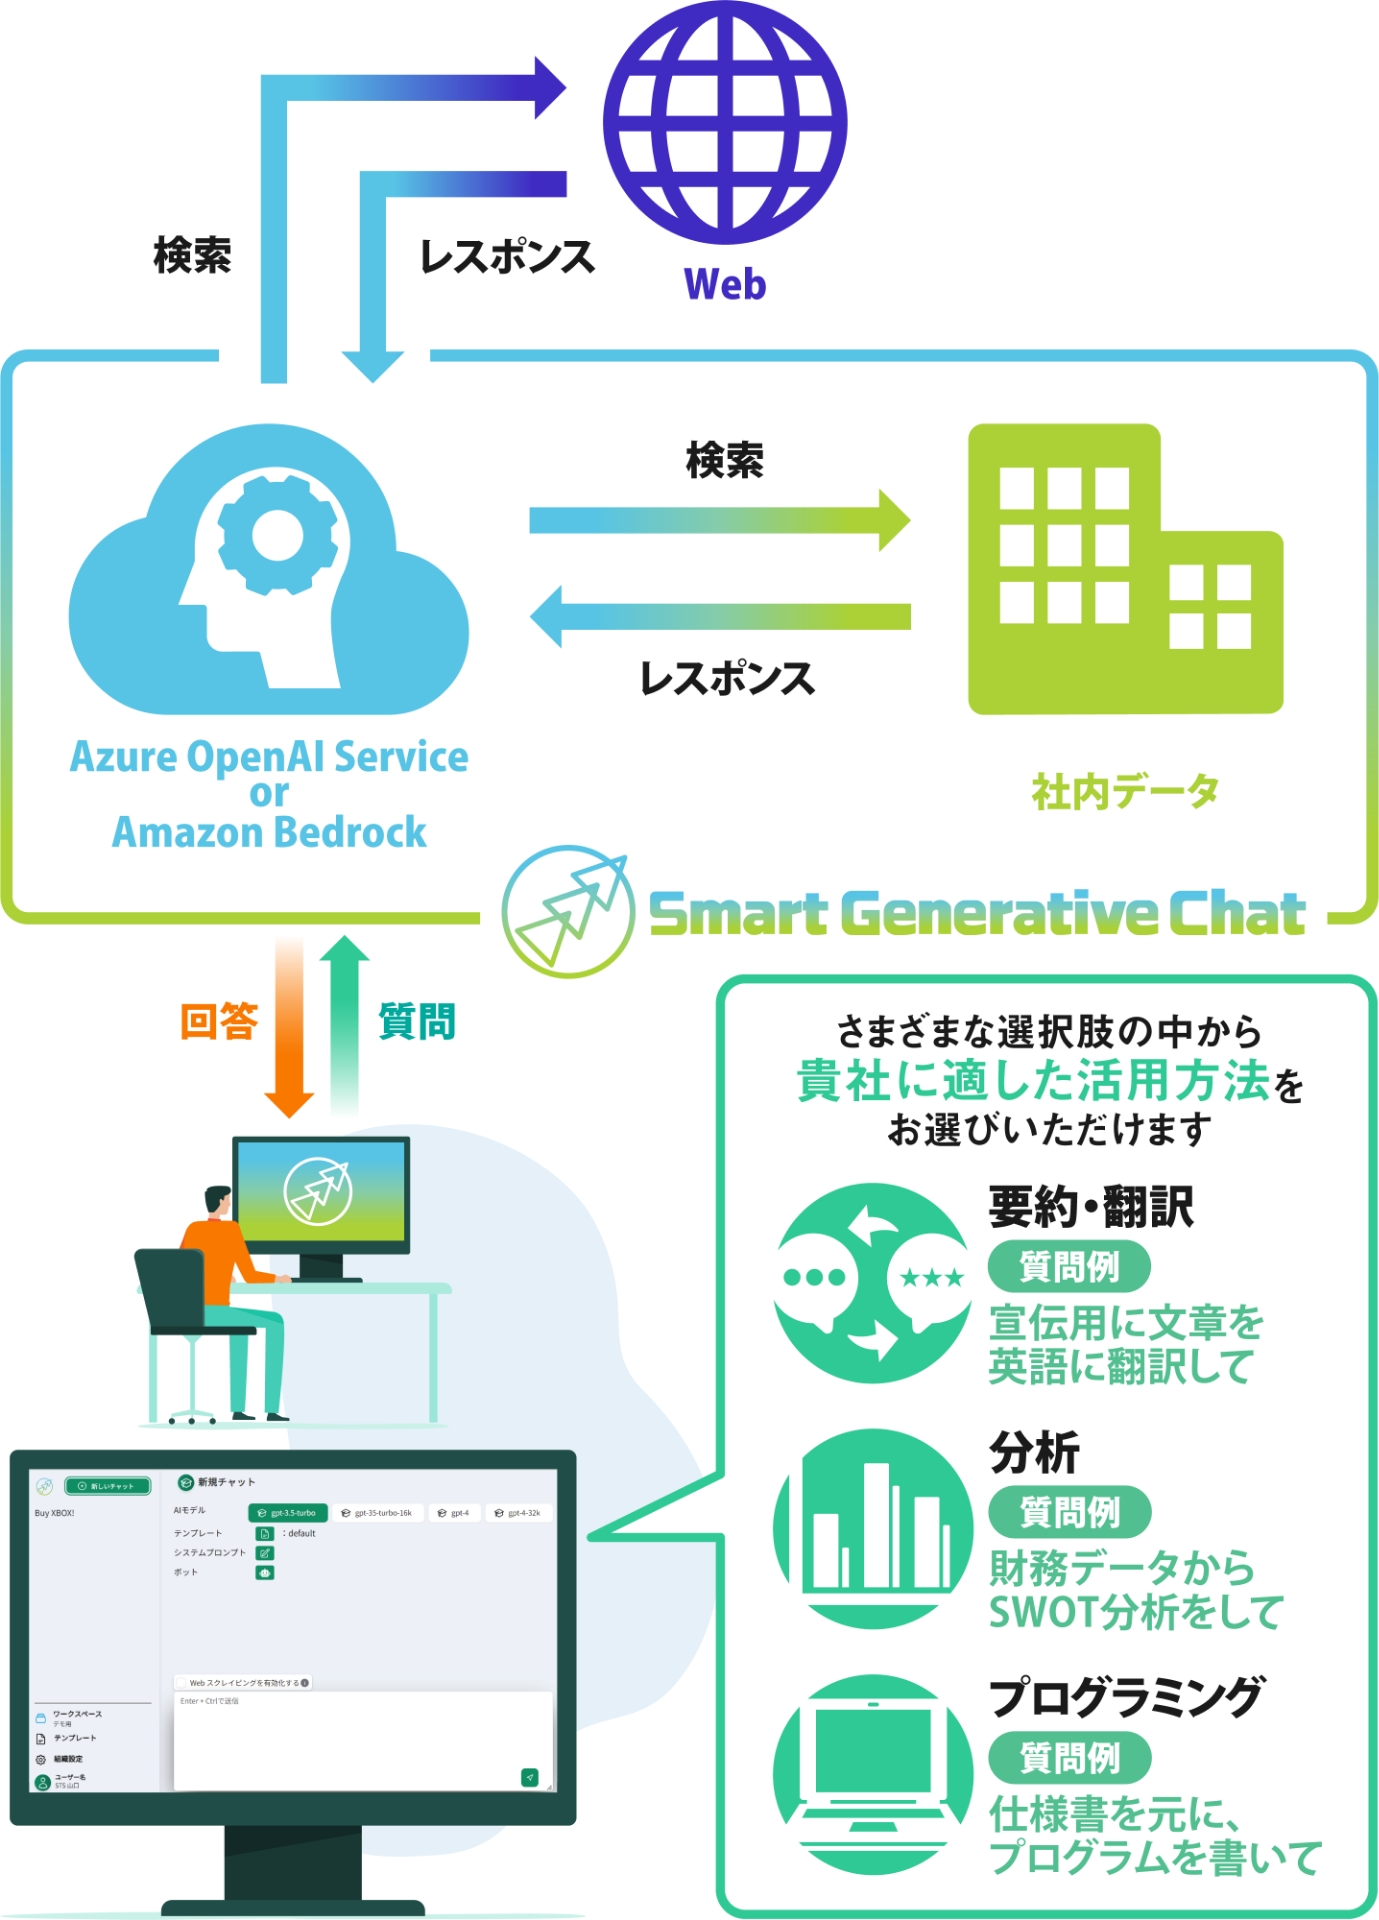 検索
レスポンス
Web
検索
レスポンス
Azure OpenAI Service
or
Amazon Bedrock
社内データ
Smart Generative Chat
回答
質問
さまざまな選択肢の中から
貴社に適した活用方法を
お選びいただけます
要約・翻訳
質問例
宣伝用に文章を
英語に翻訳して
分析
質問例
財務データから
SWOT分析をして
プログラミング
質問例
仕様書を元に、
プログラムを書いて
新しいチャット
Buy XBOX!
新規チャット
AIモデル
gpt-3.5-turbo
gpt-35-turbo-16k
gpt-4
gpt-4-32k
テンプレート
：default
システムプロンプト
ボット
Web スクレイピングを有効化する
Enter + Ctrlで送信
ワークスペース
デモ用
テンプレート
組織設定
ユーザー名
STS 山口